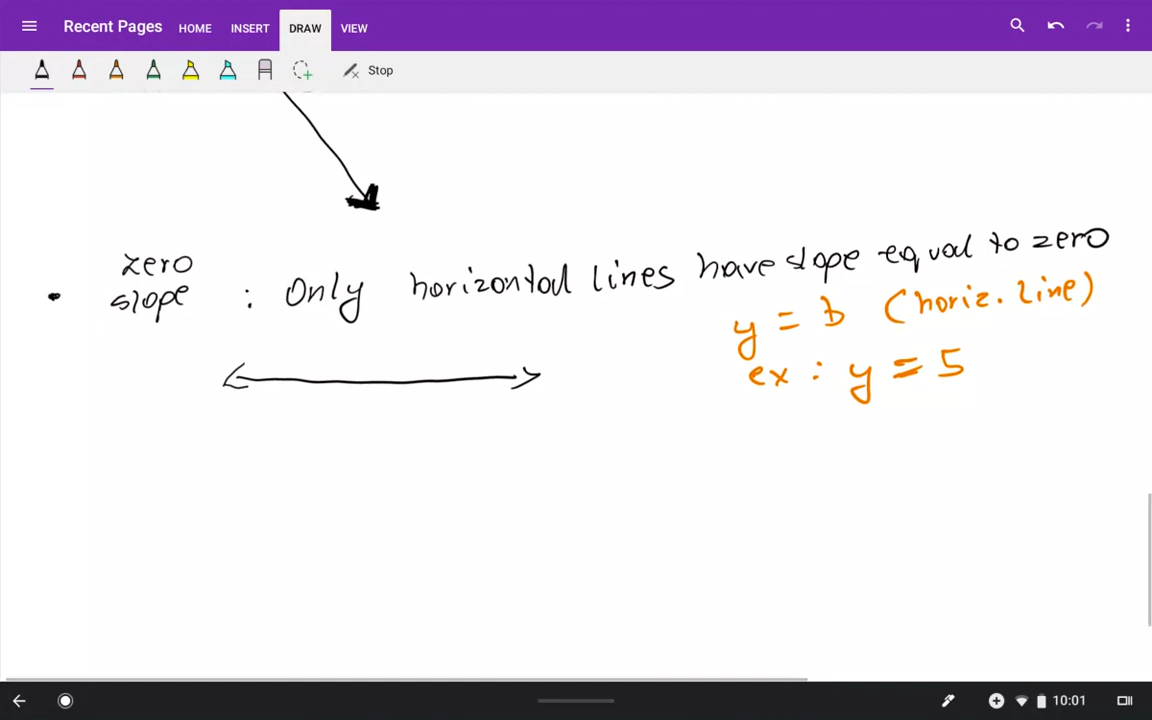 Recent Pages HOME INSERT DRAW VIEW
Stop
zero
slope : Only horizontal lines have slope equal to zero
y = b (horiz. line)
ex : y = 5
10:01